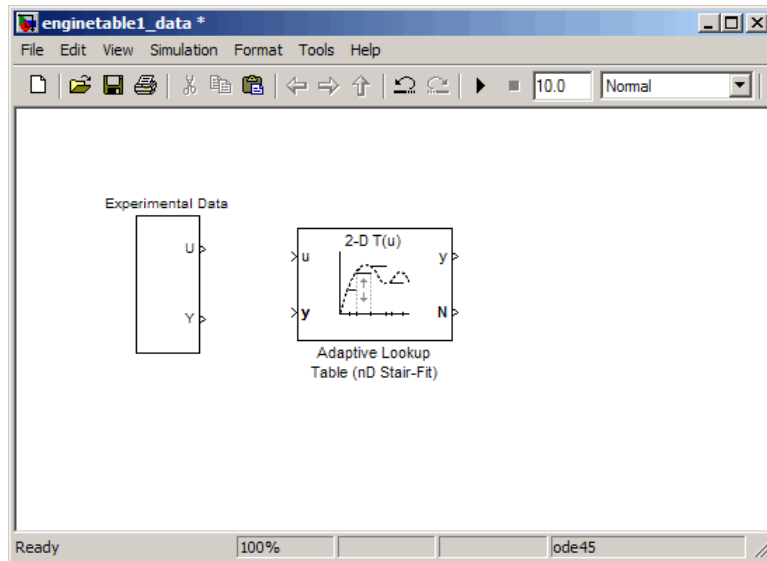 enginetable1_data *
File Edit View Simulation Format Tools Help
10.0 Normal
Experimental Data
U
Y
2-D T(u)
u y
y N
Adaptive Lookup
Table (nD Stair-Fit)
Ready 100% ode45